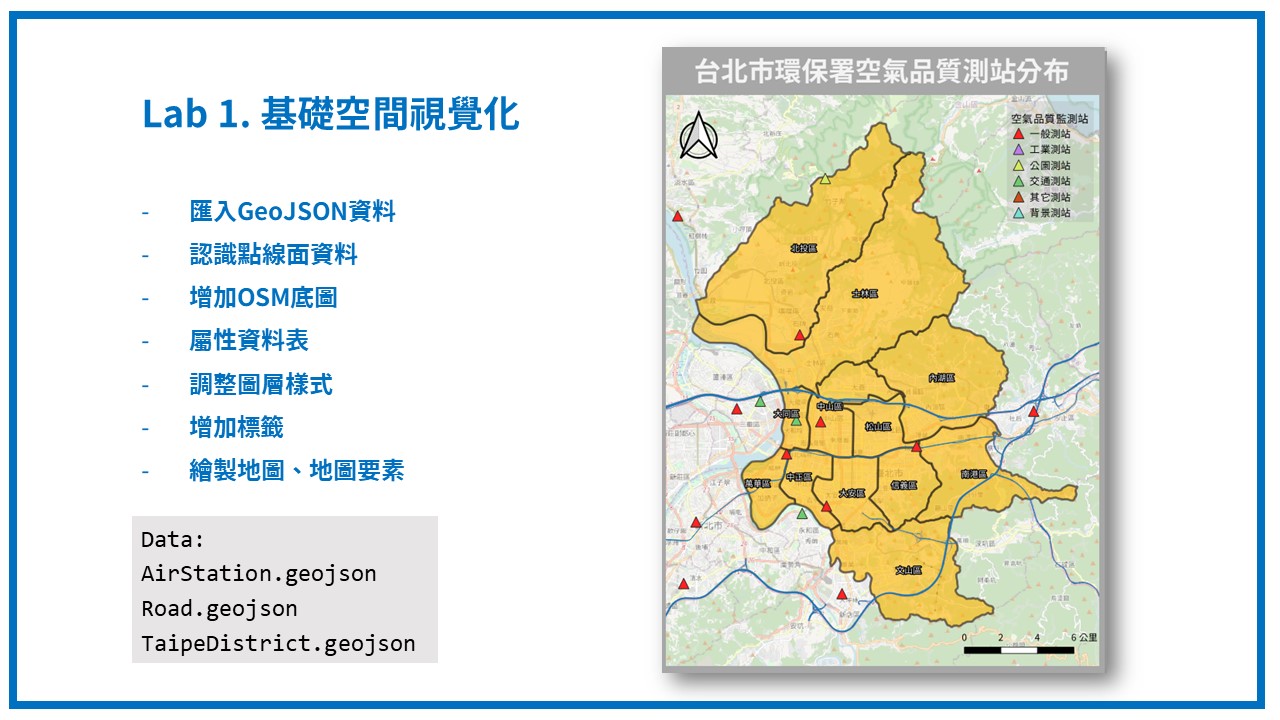 Lab 1. 基礎空間視覺化
- 匯入GeoJSON資料
- 認識點線面資料
- 增加OSM底圖
- 屬性資料表
- 調整圖層樣式
- 增加標籤
- 繪製地圖、地圖要素
Data:
AirStation.geojson
Road.geojson
TaipeDistrict.geojson
台北市環保署空氣品質測站分布
空氣品質監測站
一般測站
工業測站
公園測站
交通測站
其它測站
背景測站
北投區
士林區
內湖區
中山區
大同區
松山區
南港區
中正區
萬華區
信義區
大安區
文山區
0 2 4 6 公里